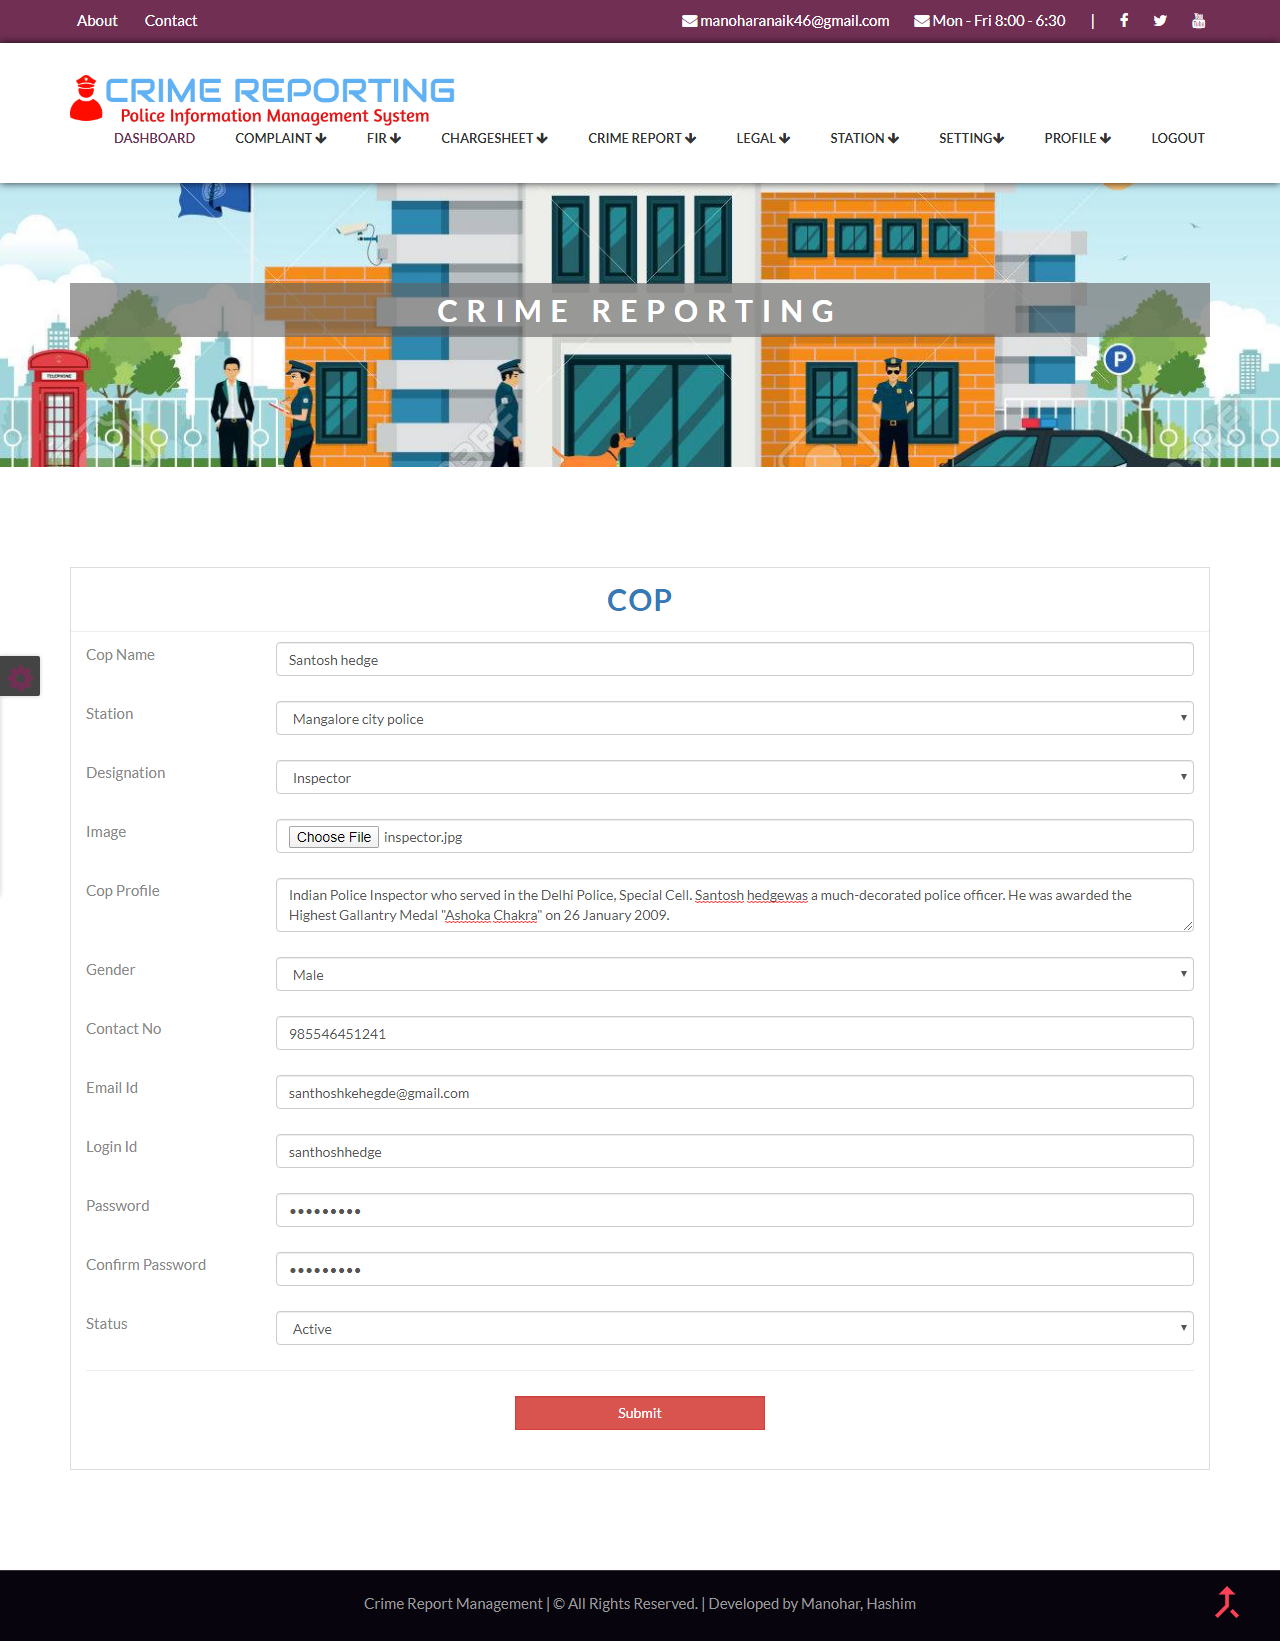 About Contact manoharanaik46@gmail.com Mon - Fri 8:00 - 6:30 |
CRIME REPORTING
Police Information Management System
DASHBOARD COMPLAINT FIR CHARGESHEET CRIME REPORT LEGAL STATION SETTING PROFILE LOGOUT
CRIME REPORTING
TELEPHONE
P
COP
Cop Name Santosh hedge
Station Mangalore city police
Designation Inspector
Image Choose File inspector.jpg
Cop Profile Indian Police Inspector who served in the Delhi Police, Special Cell. Santosh hedgewas a much-decorated police officer. He was awarded the
Highest Gallantry Medal "Ashoka Chakra" on 26 January 2009.
Gender Male
Contact No 985546451241
Email Id santhoshkehegde@gmail.com
Login Id santhoshhedge
Password •••••••••
Confirm Password •••••••••
Status Active
Submit
Crime Report Management | © All Rights Reserved. | Developed by Manohar, Hashim